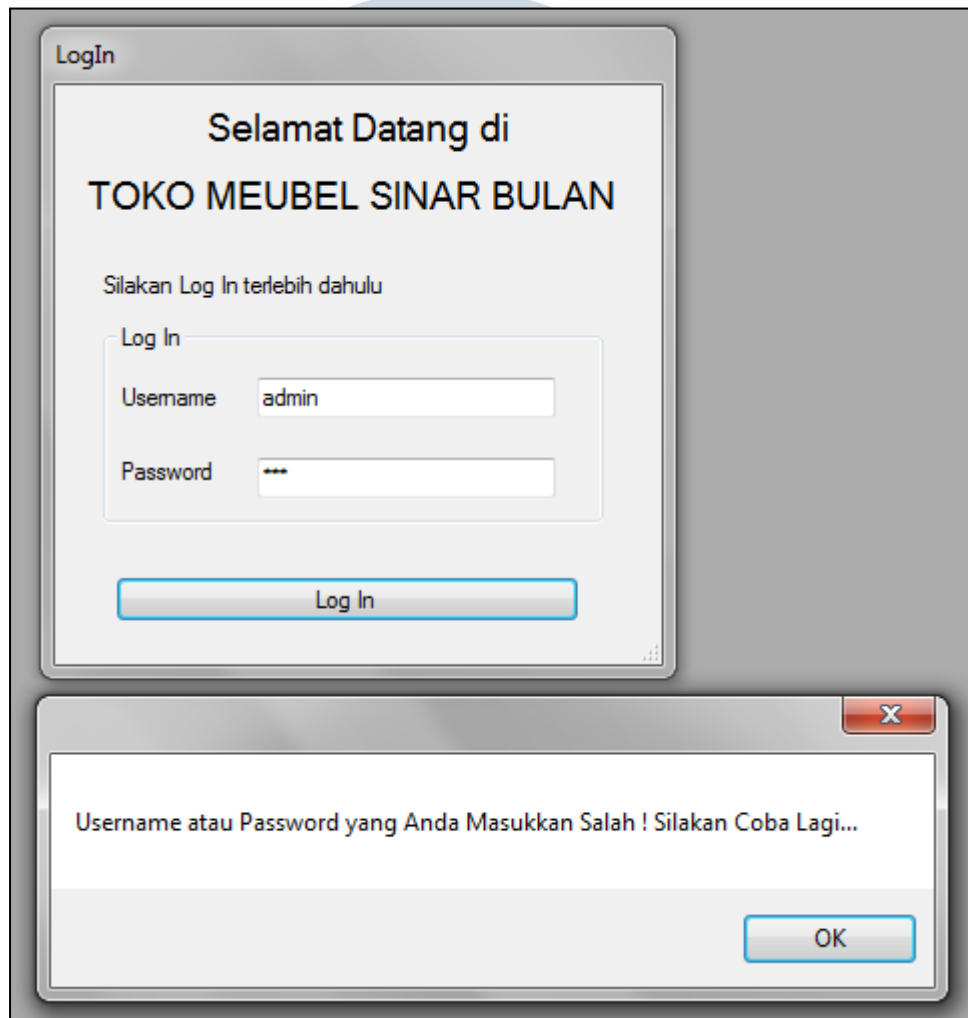 LogIn
Selamat Datang di
TOKO MEUBEL SINAR BULAN
Silakan Log In terlebih dahulu
Log In
Username admin
Password ***
Log In
X
Username atau Password yang Anda Masukkan Salah ! Silakan Coba Lagi...
OK